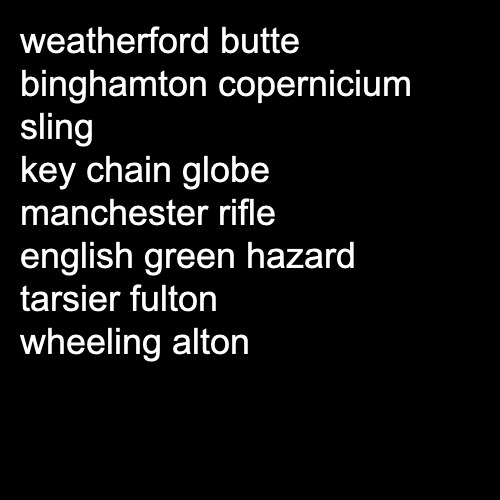 weatherford butte
binghamton copernicium
sling
key chain globe
manchester rifle
english green hazard
tarsier fulton
wheeling alton